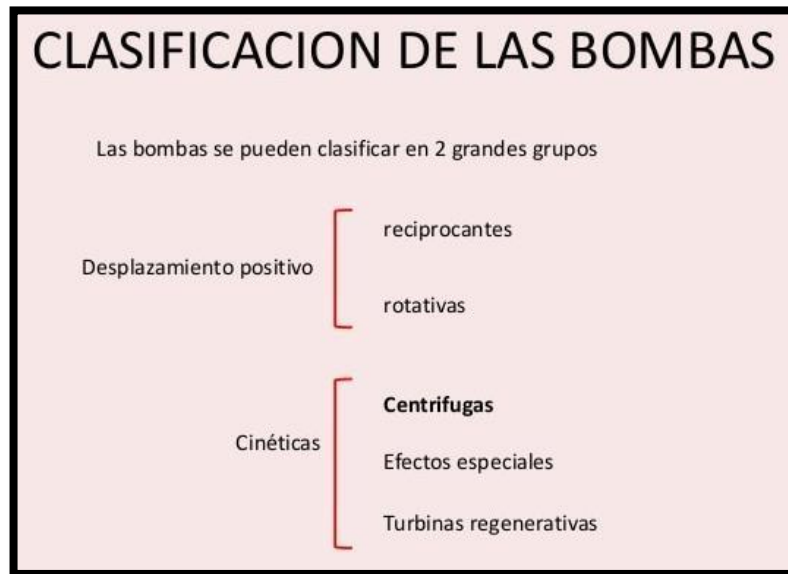 CLASIFICACION DE LAS BOMBAS
Las bombas se pueden clasificar en 2 grandes grupos
Desplazamiento positivo
reciprocantes
rotativas
Cinéticas
Centrifugas
Efectos especiales
Turbinas regenerativas